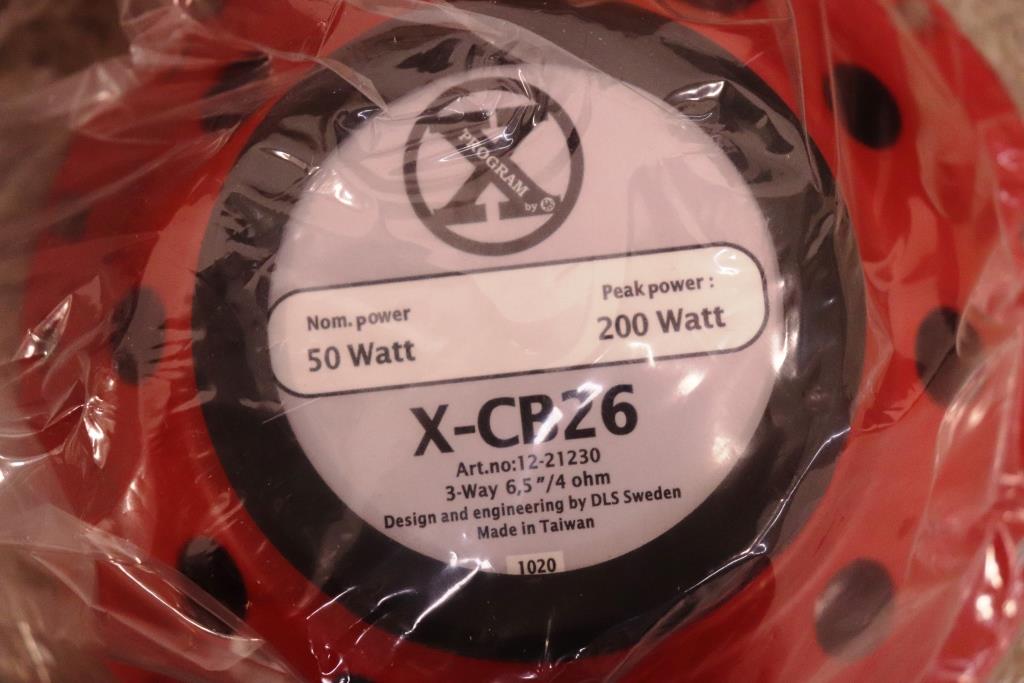 X
PROGRAM
by
Nom. power
50 Watt
Peak power :
200 Watt
X-CB26
Art.no:12-21230
3-Way 6,5"/4 ohm
Design and engineering by DLS Sweden
Made in Taiwan
1020